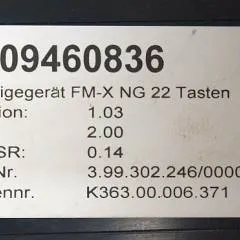 09460836
igegerät FM-X NG 22 Tasten
ion: 1.03
2.00
SR: 0.14
Nr. 3.99.302.246/0000
ennr. K363.00.006.371